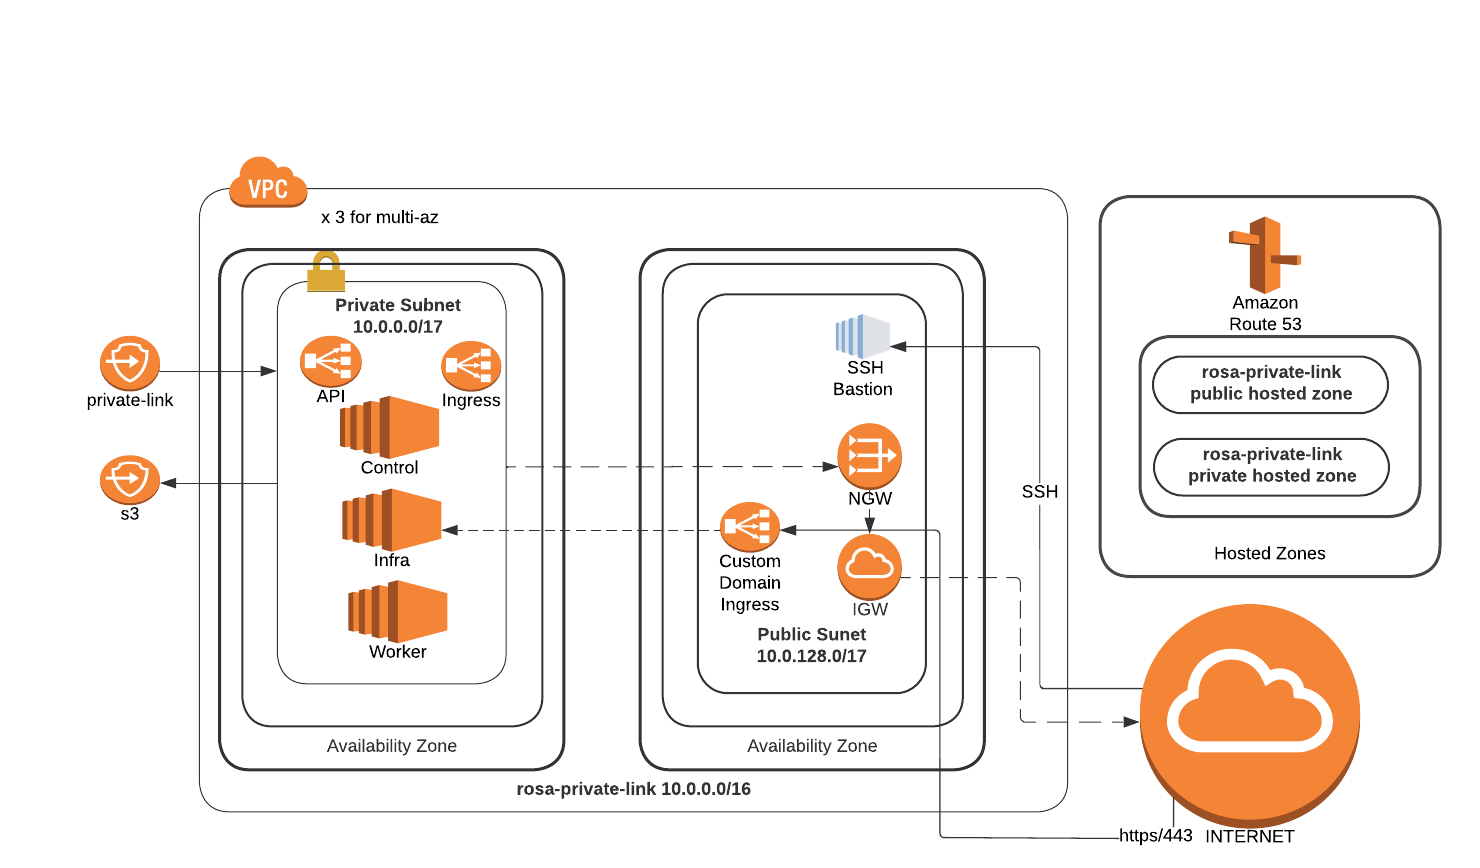 VPC
x 3 for multi-az
Private Subnet
10.0.0.0/17
API
Ingress
Control
Infra
Worker
Availability Zone
private-link
s3
SSH
Bastion
NGW
IGW
Custom
Domain
Ingress
Public Sunet
10.0.128.0/17
Availability Zone
rosa-private-link 10.0.0.0/16
SSH
https/443
INTERNET
Amazon
Route 53
rosa-private-link
public hosted zone
rosa-private-link
private hosted zone
Hosted Zones